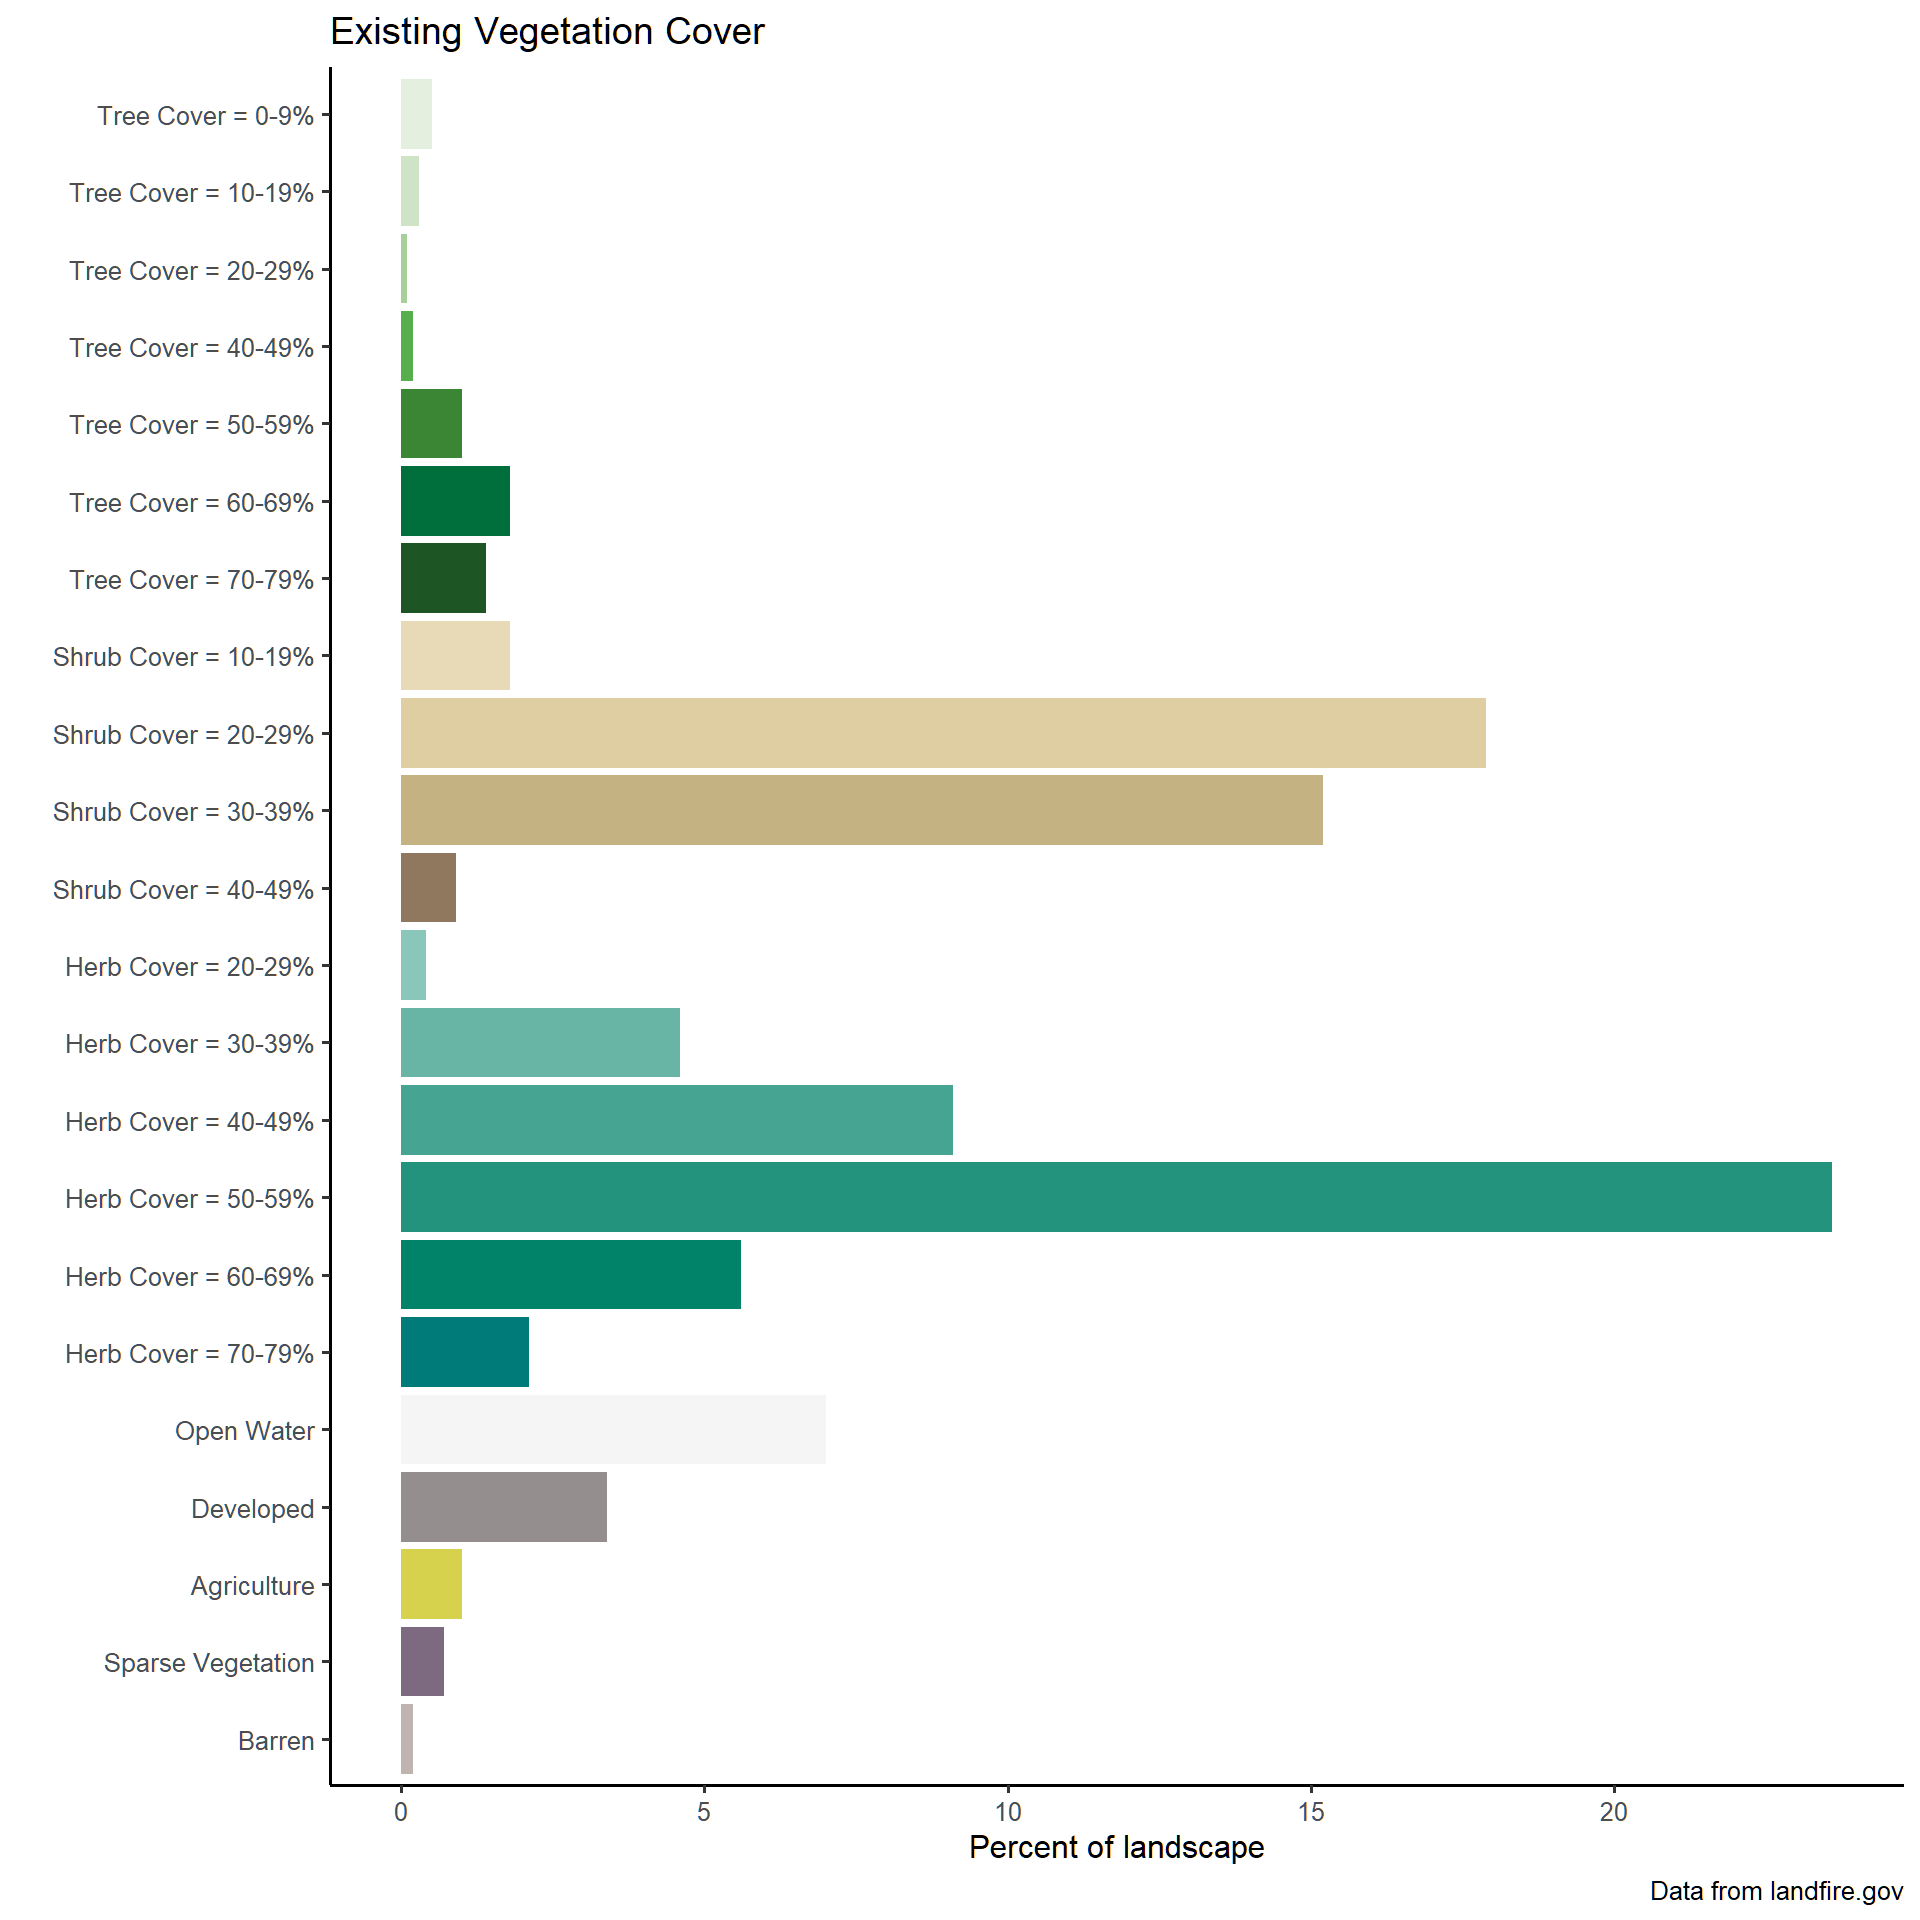 Existing Vegetation Cover
Tree Cover = 0-9%
Tree Cover = 10-19%
Tree Cover = 20-29%
Tree Cover = 40-49%
Tree Cover = 50-59%
Tree Cover = 60-69%
Tree Cover = 70-79%
Shrub Cover = 10-19%
Shrub Cover = 20-29%
Shrub Cover = 30-39%
Shrub Cover = 40-49%
Herb Cover = 20-29%
Herb Cover = 30-39%
Herb Cover = 40-49%
Herb Cover = 50-59%
Herb Cover = 60-69%
Herb Cover = 70-79%
Open Water
Developed
Agriculture
Sparse Vegetation
Barren
0 5 10 15 20
Percent of landscape
Data from landfire.gov